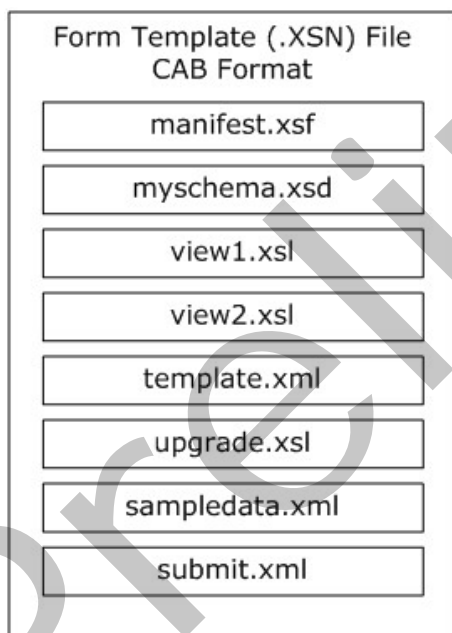 Form Template (.XSN) File
CAB Format
manifest.xsf
myschema.xsd
view1.xsl
view2.xsl
template.xml
upgrade.xsl
sampledata.xml
submit.xml
Preli